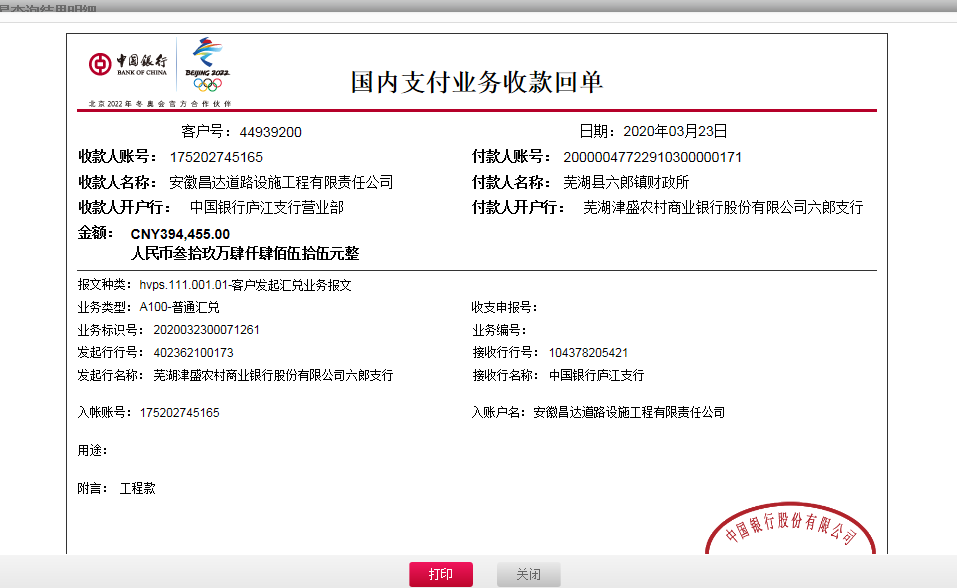 易查询结果明细
中国银行
BANK OF CHINA
BEIJING 2022
北京2022年冬奥会官方合作伙伴
国内支付业务收款回单
客户号：44939200 日期：2020年03月23日
收款人账号：175202745165 付款人账号：20000047722910300000171
收款人名称：安徽昌达道路设施工程有限责任公司 付款人名称：芜湖县六郎镇财政所
收款人开户行：中国银行庐江支行营业部 付款人开户行：芜湖津盛农村商业银行股份有限公司六郎支行
金额：CNY394,455.00
人民币叁拾玖万肆仟肆佰伍拾伍元整
报文种类：hvps.111.001.01-客户发起汇兑业务报文
业务类型：A100-普通汇兑 收支申报号：
业务标识号：2020032300071261 业务编号：
发起行行号：402362100173 接收行行号：104378205421
发起行名称：芜湖津盛农村商业银行股份有限公司六郎支行 接收行名称：中国银行庐江支行
入帐账号：175202745165 入账户名：安徽昌达道路设施工程有限责任公司
用途：
附言：工程款
中国银行股份有限公司
打印 关闭